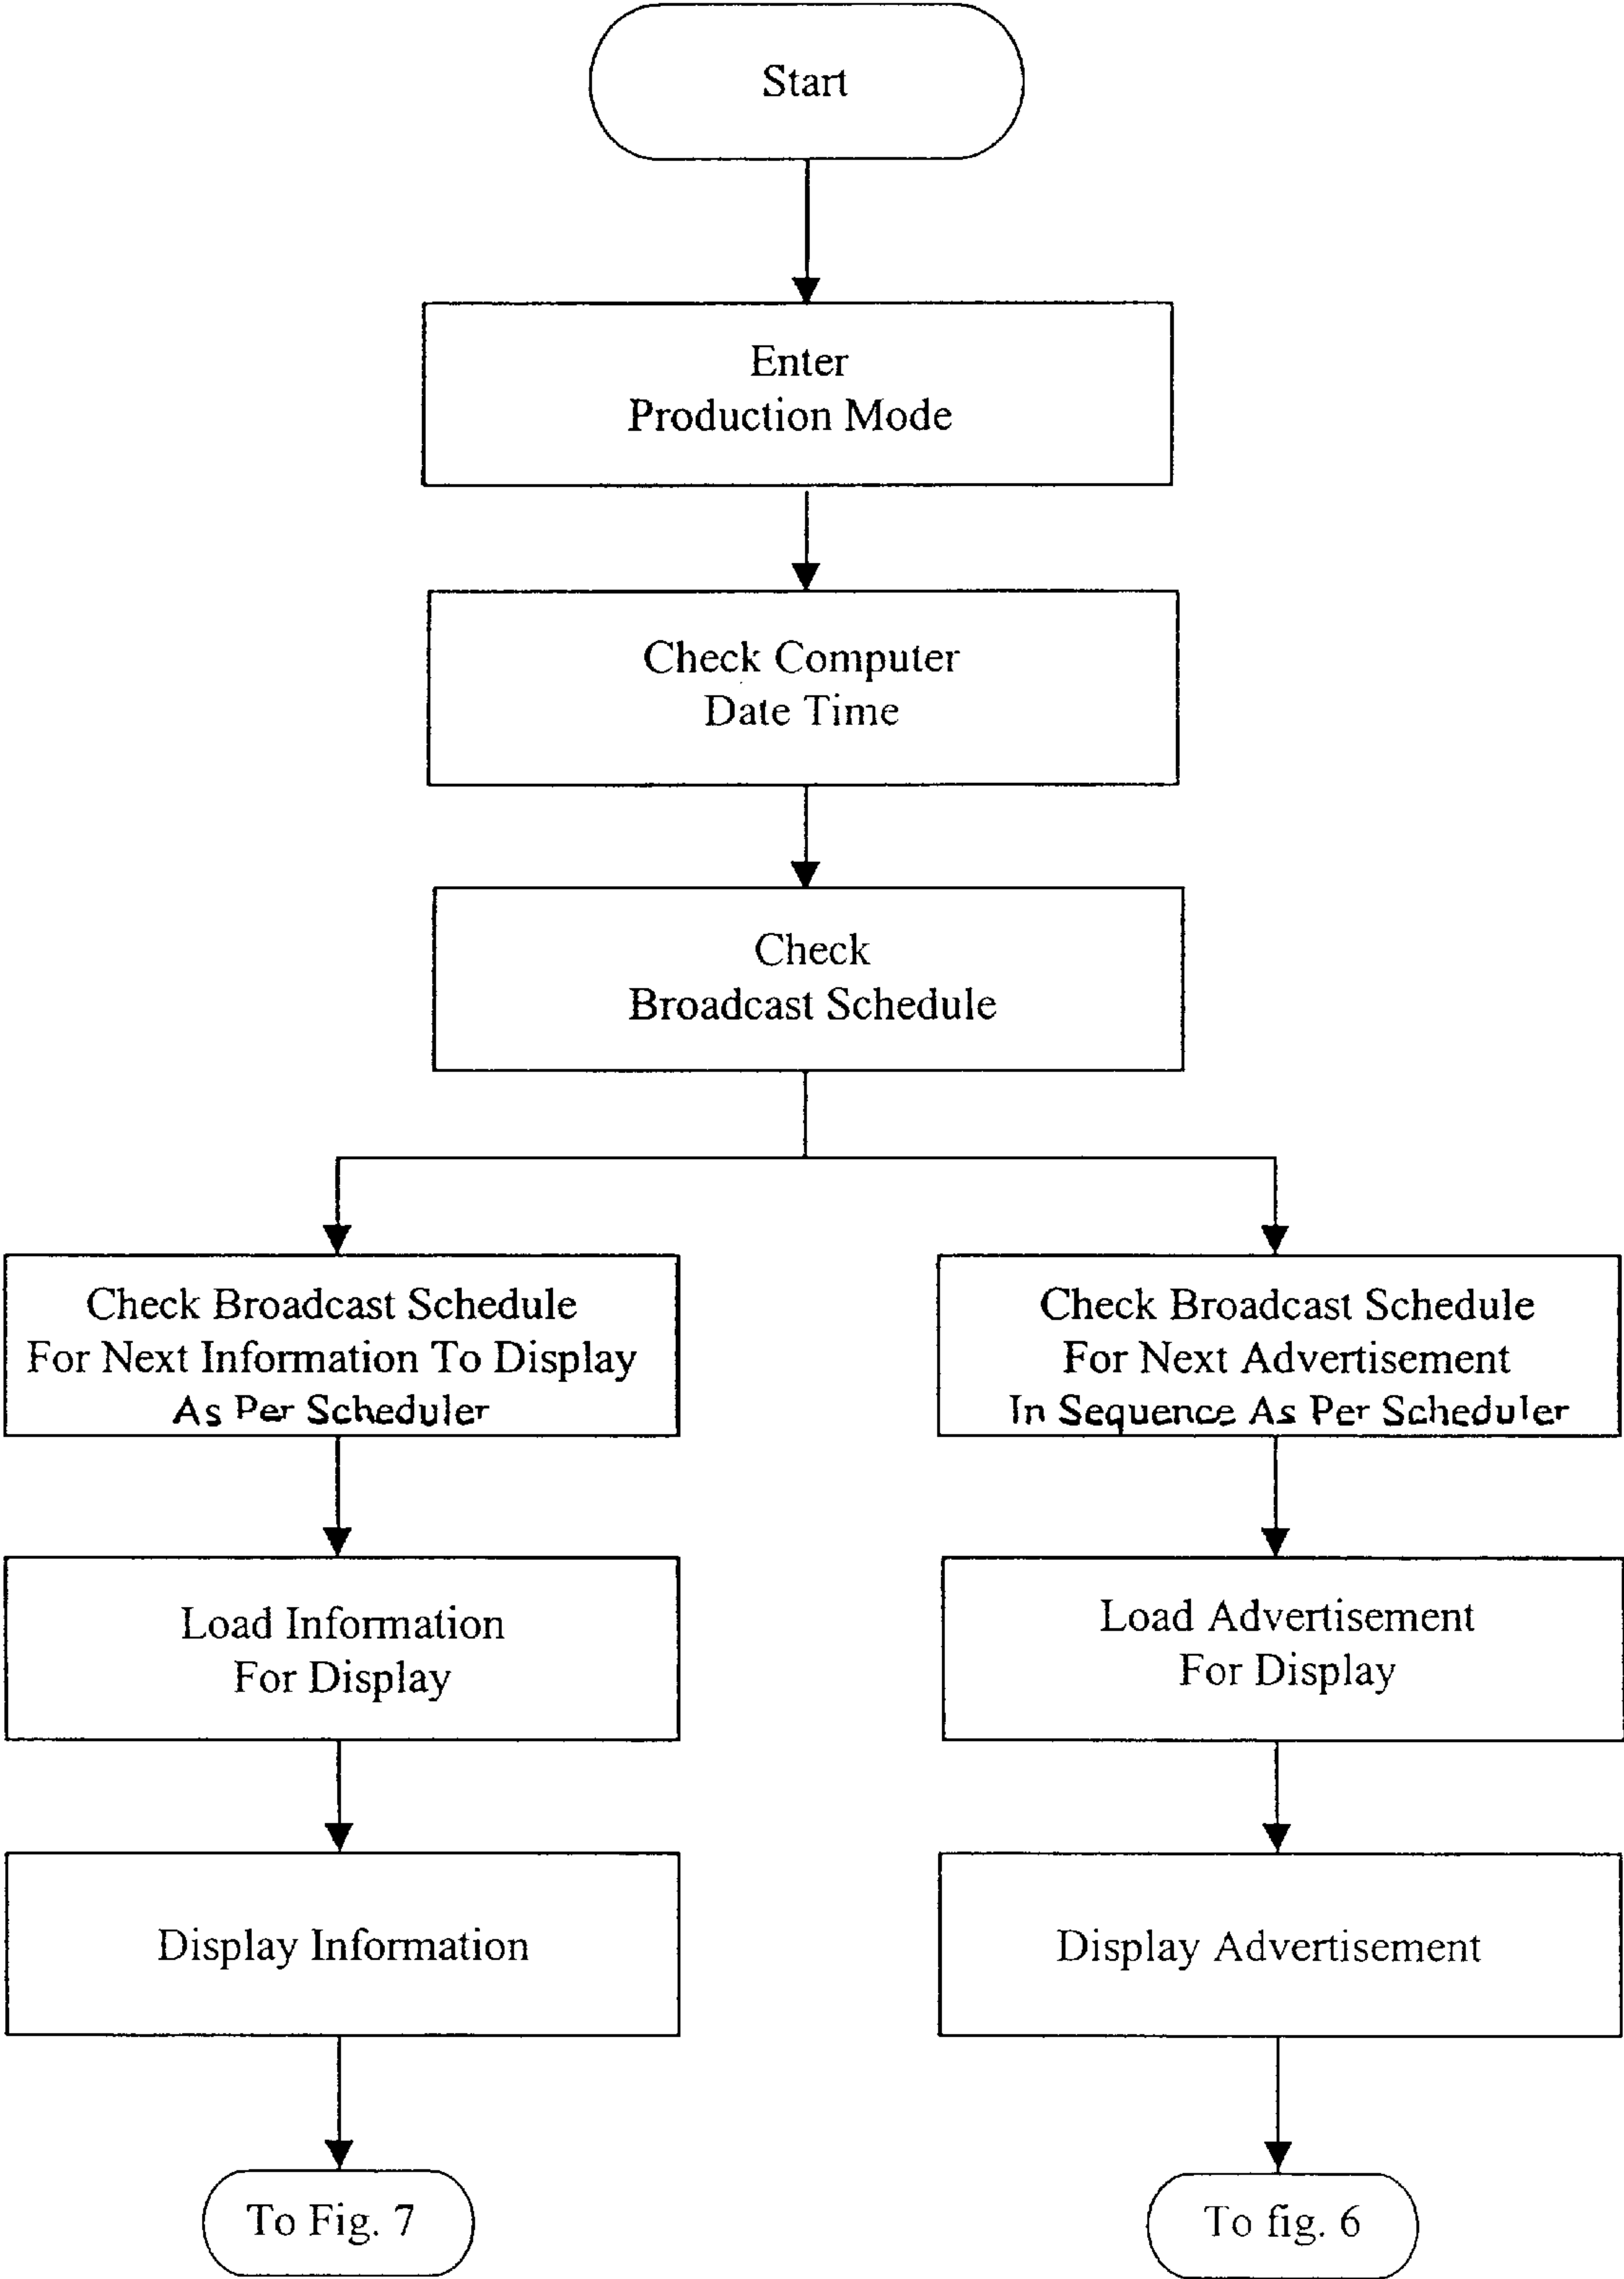 Start
Enter
Production Mode
Check Computer
Date Time
Check
Broadcast Schedule
Check Broadcast Schedule
For Next Information To Display
As Per Scheduler
Check Broadcast Schedule
For Next Advertisement
In Sequence As Per Scheduler
Load Information
For Display
Load Advertisement
For Display
Display Information
Display Advertisement
To Fig. 7
To fig. 6